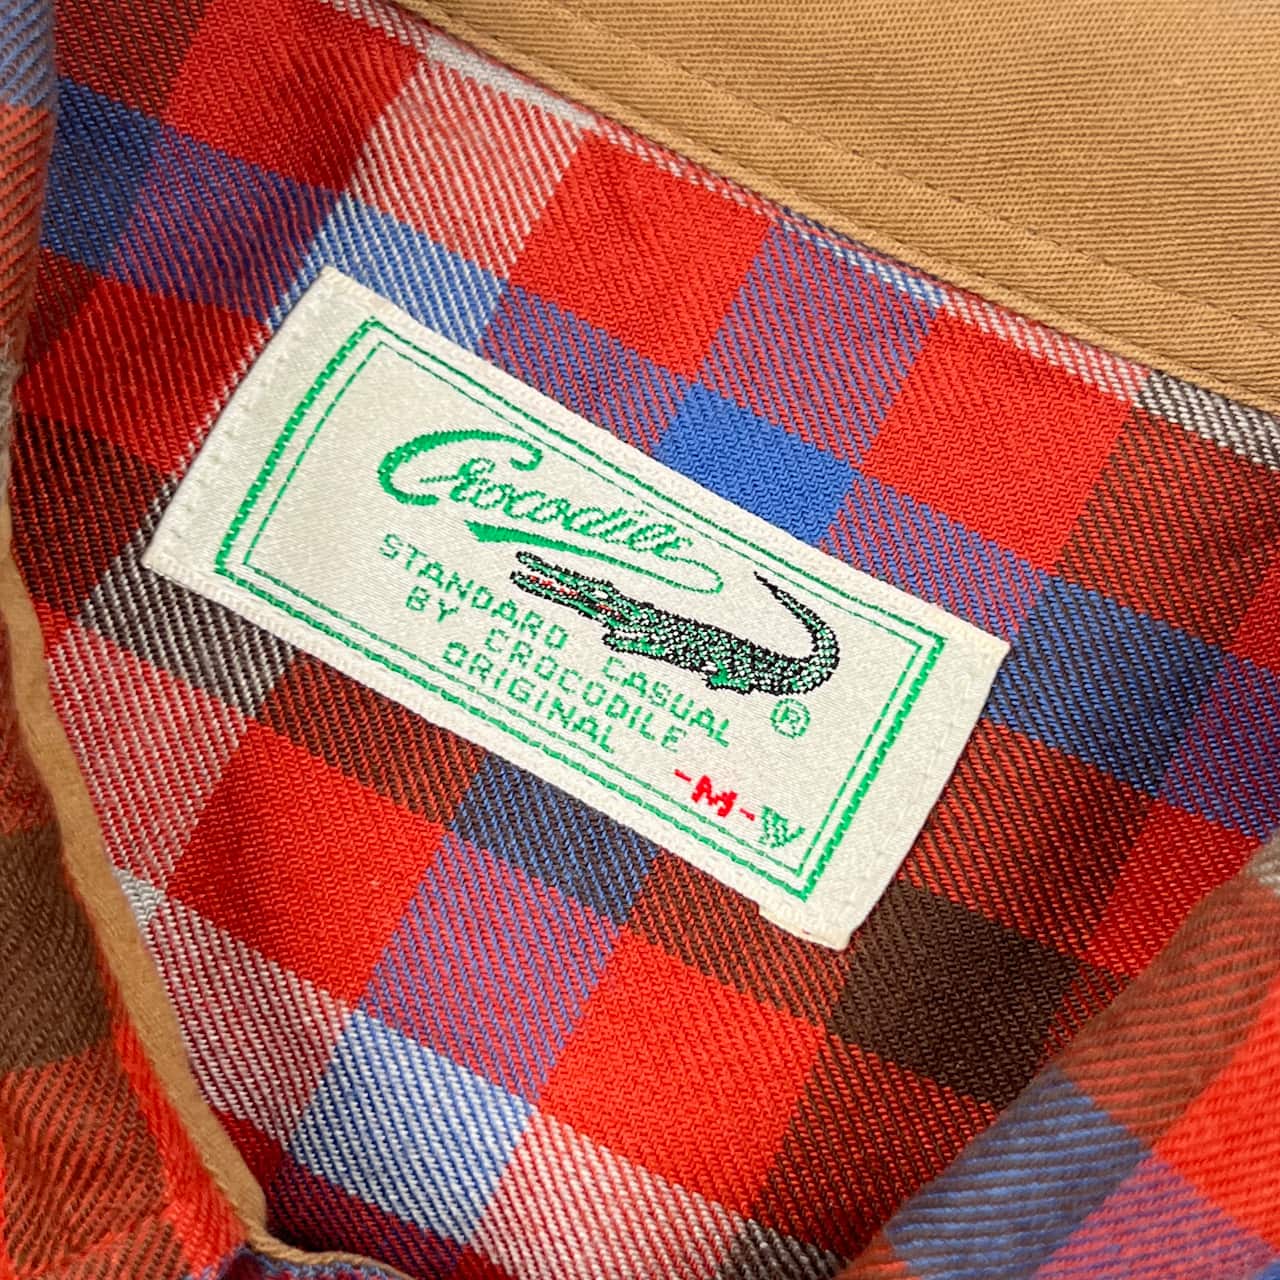 Crocodile
STANDARD CASUAL
BY CROCODILE
ORIGINAL
®
-M-W